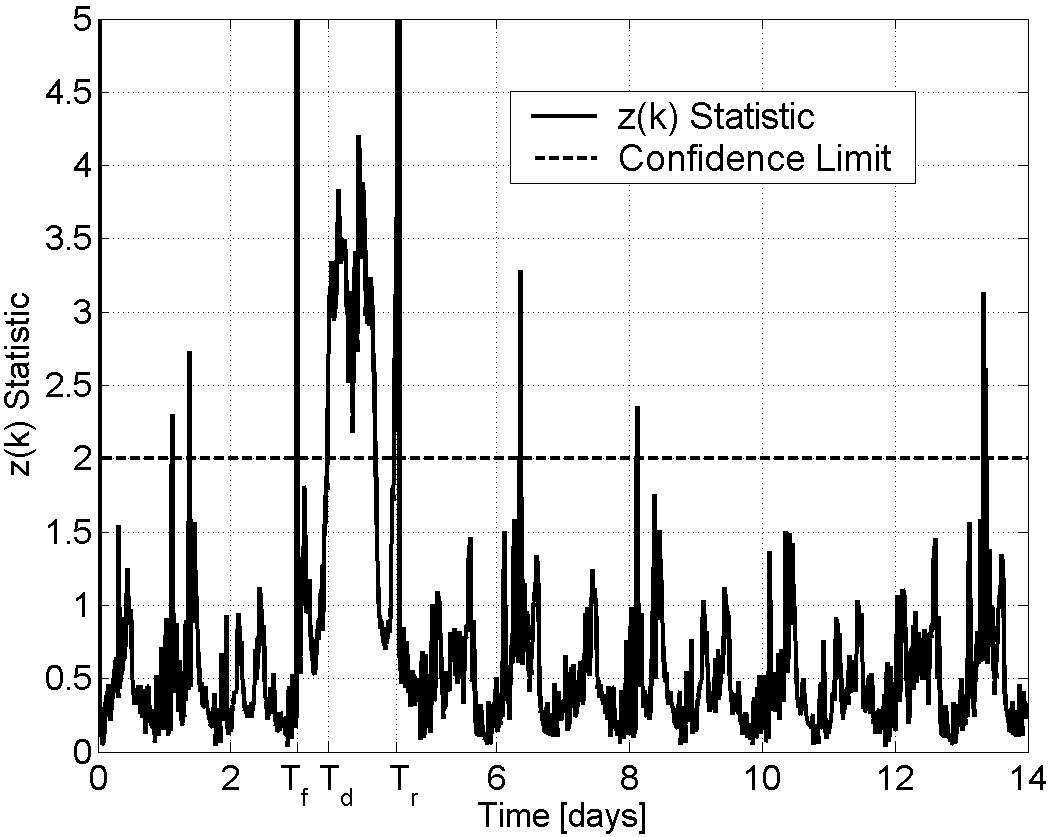 5
4.5
4
3.5
3
2.5
2
1.5
1
0.5
0
z(k) Statistic
z(k) Statistic
Confidence Limit
0 2 T_f T_d T_r 6 8 10 12 14
Time [days]